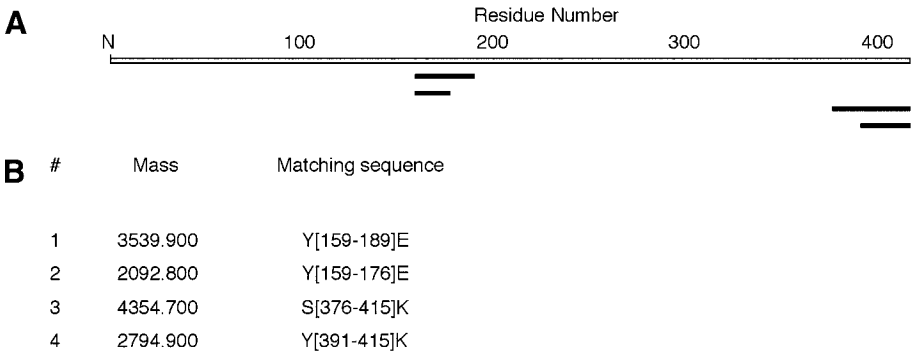 A
Residue Number
N 100 200 300 400
B # Mass Matching sequence
1 3539.900 Y[159-189]E
2 2092.800 Y[159-176]E
3 4354.700 S[376-415]K
4 2794.900 Y[391-415]K